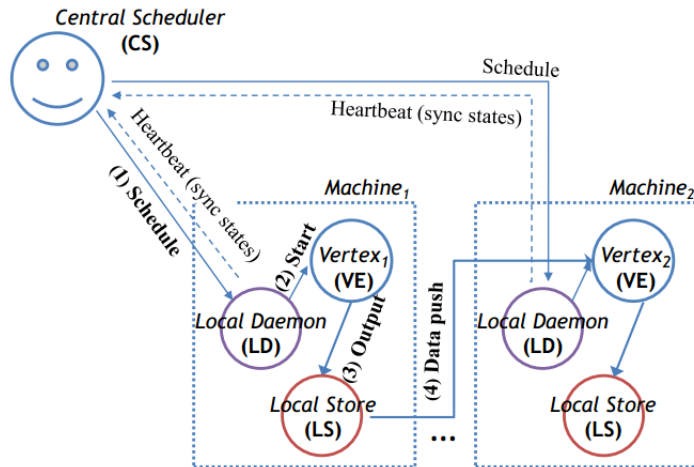 Central Scheduler
(CS)
Schedule
Heartbeat (sync states)
Heartbeat (sync states)
(1) Schedule
Machine1
Machine2
(2) Start
Vertex1
(VE)
Vertex2
(VE)
Local Daemon
(LD)
(3) Output
(4) Data push
Local Daemon
(LD)
Local Store
(LS)
...
Local Store
(LS)